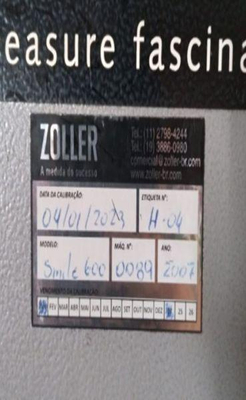 easure fascina
ZOLLER
A medida do sucesso
Tel.: (11) 2798-4244
Tel.: (19) 3886-0980
comercial@zoller-br.com
www.zoller-br.com
DATA DA CALIBRAÇÃO:
04/01/2023
ETIQUETA Nº
H-04
MODELO:
Smile 600
MÁQ. Nº
0089
ANO:
2007
VENCIMENTO DA CALIBRAÇÃO
FEV MAR ABR MAI JUN JUL AGO SET OUT NOV DEZ 25 26